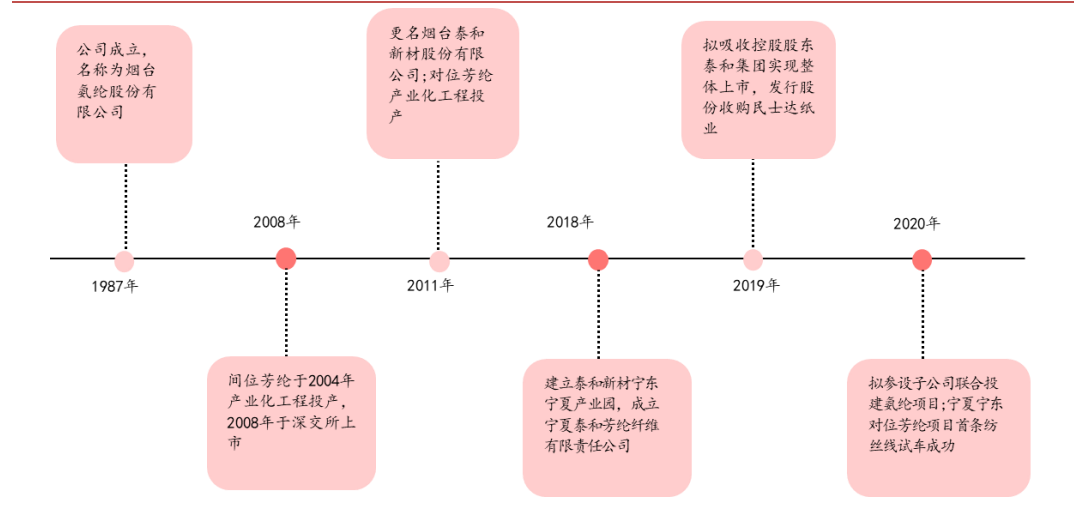 公司成立，
名称为烟台
氨纶股份有
限公司
更名烟台泰和
新材股份有限
公司;对位芳纶
产业化工程投
产
拟吸收控股股东
泰和集团实现整
体上市，发行股
份收购民士达纸
业
2008年
2018年
2020年
1987年
2011年
2019年
间位芳纶于2004年
产业化工程投产，
2008年于深交所上
市
建立泰和新材宁东
宁夏产业园，成立
宁夏泰和芳纶纤维
有限责任公司
拟参设子公司联合投
建氨纶项目;宁夏宁东
对位芳纶项目首条纺
丝线试车成功